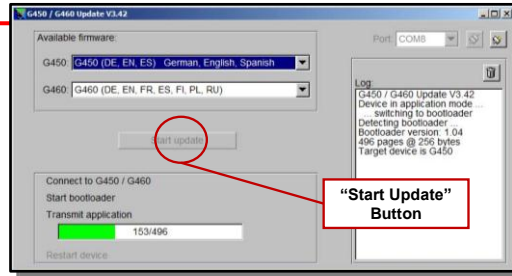 G450 / G460 Update V3.42
Available firmware:
G450: G450 (DE, EN, ES) German, English, Spanish
G460: G460 (DE, EN, FR, ES, FI, PL, RU)
Start update
Connect to G450 / G460
Start bootloader
Transmit application
153/496
Restart device
Port: COM8
Log:
G450 / G460 Update V3.42
Device in application mode ...
... switching to bootloader
Detecting bootloader ...
Bootloader version: 1.04
496 pages @ 256 bytes
Target device is G450
“Start Update”
Button